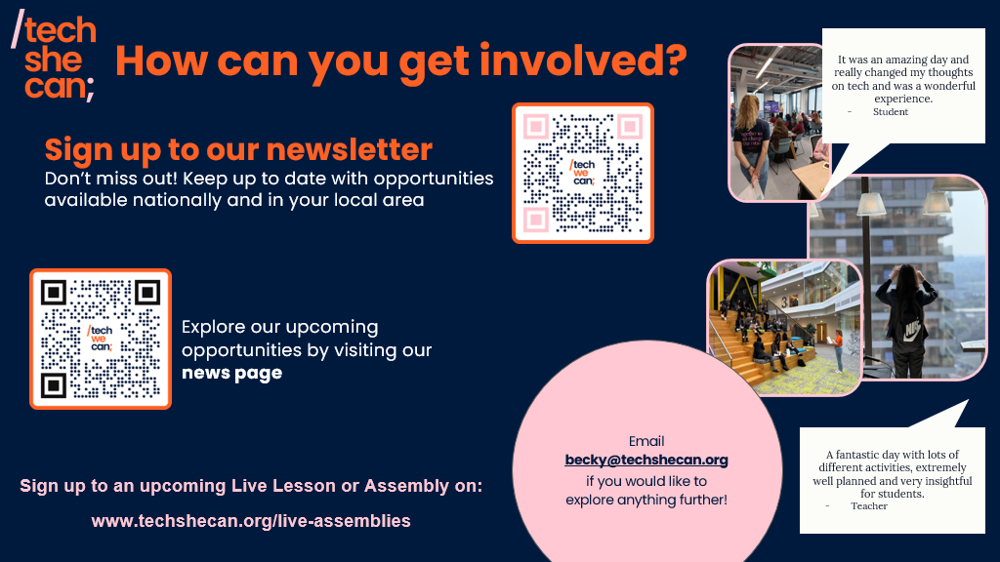 /tech
she
can;
How can you get involved?
Sign up to our newsletter
Don't miss out! Keep up to date with opportunities
available nationally and in your local area
/tech
we
can;
/tech
we
can;
Explore our upcoming
opportunities by visiting our
news page
Sign up to an upcoming Live Lesson or Assembly on:
www.techshecan.org/live-assemblies
Email
becky@techshecan.org
if you would like to
explore anything further!
It was an amazing day and
really changed my thoughts
on tech and was a wonderful
experience.
- Student
3
NIKE
A fantastic day with lots of
different activities, extremely
well planned and very insightful
for students.
- Teacher